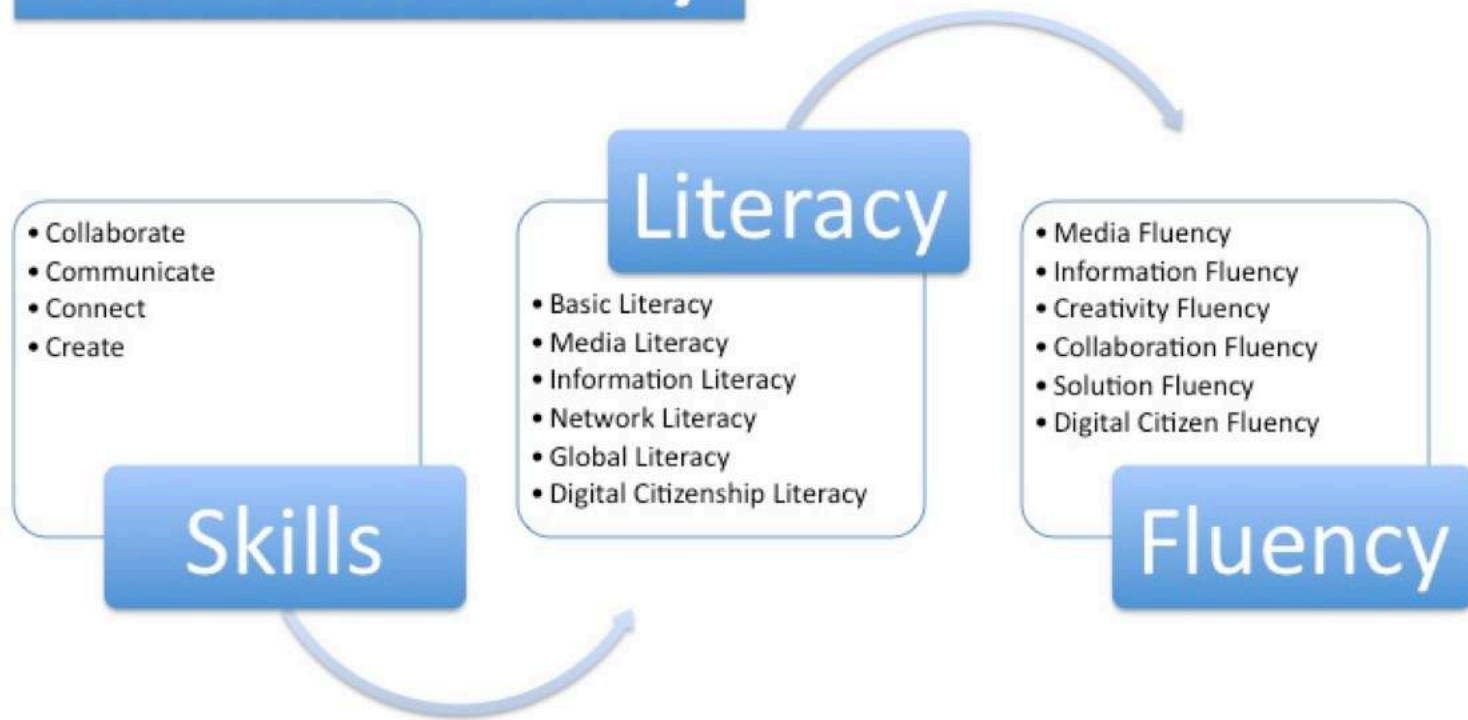 • Collaborate
• Communicate
• Connect
• Create
Skills
Literacy
• Basic Literacy
• Media Literacy
• Information Literacy
• Network Literacy
• Global Literacy
• Digital Citizenship Literacy
• Media Fluency
• Information Fluency
• Creativity Fluency
• Collaboration Fluency
• Solution Fluency
• Digital Citizen Fluency
Fluency